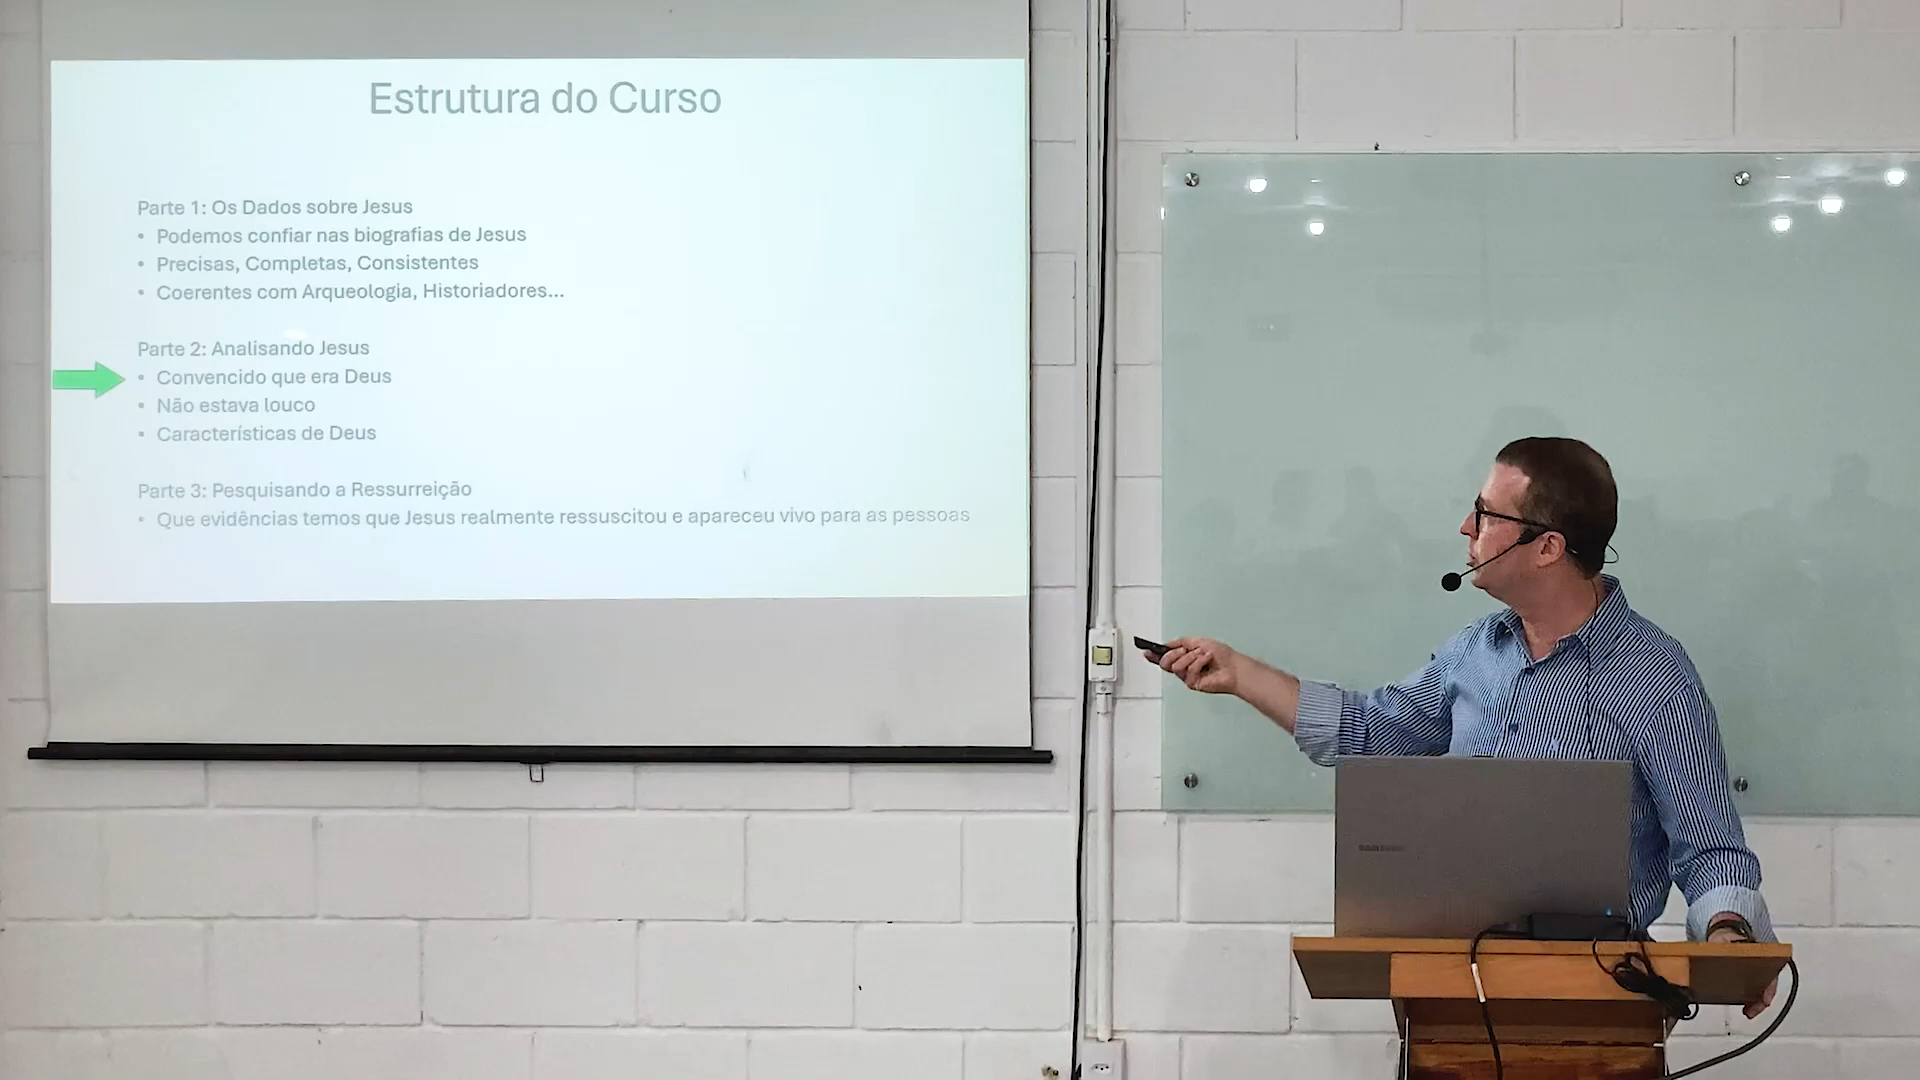 Estrutura do Curso
Parte 1: Os Dados sobre Jesus
• Podemos confiar nas biografias de Jesus
• Precisas, Completas, Consistentes
• Coerentes com Arqueologia, Historiadores...
Parte 2: Analisando Jesus
• Convencido que era Deus
• Não estava louco
• Características de Deus
Parte 3: Pesquisando a Ressurreição
• Que evidências temos que Jesus realmente ressuscitou e apareceu vivo para as pessoas
SAMSUNG